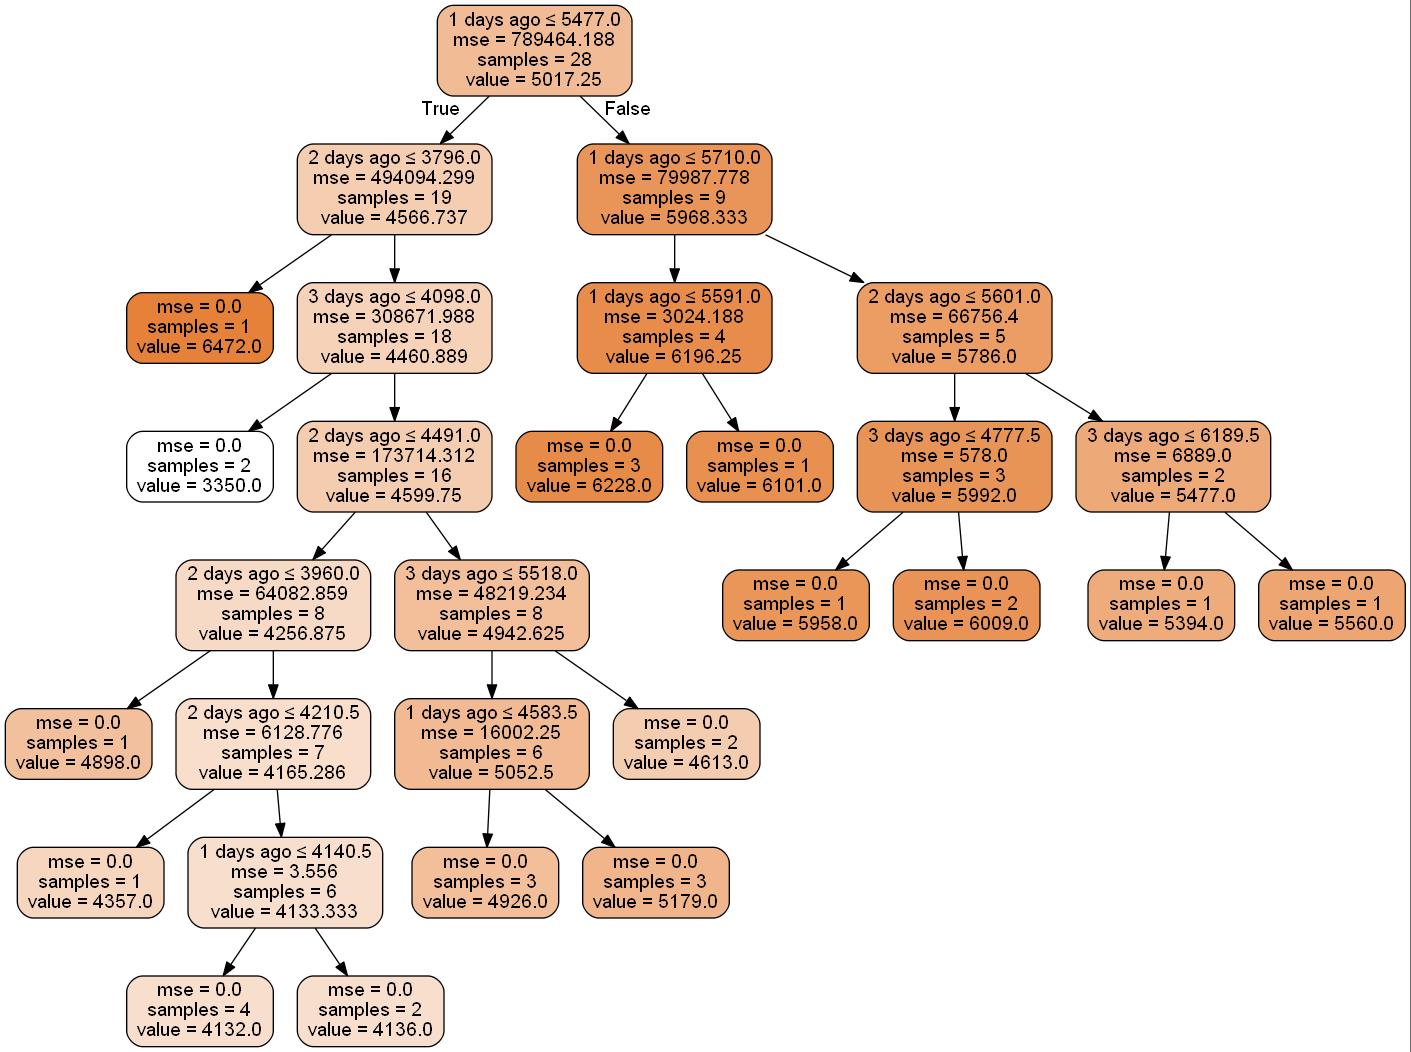 1 days ago ≤ 5477.0
mse = 789464.188
samples = 28
value = 5017.25
True
False
2 days ago ≤ 3796.0
mse = 494094.299
samples = 19
value = 4566.737
1 days ago ≤ 5710.0
mse = 79987.778
samples = 9
value = 5968.333
mse = 0.0
samples = 1
value = 6472.0
3 days ago ≤ 4098.0
mse = 308671.988
samples = 18
value = 4460.889
1 days ago ≤ 5591.0
mse = 3024.188
samples = 4
value = 6196.25
2 days ago ≤ 5601.0
mse = 66756.4
samples = 5
value = 5786.0
mse = 0.0
samples = 2
value = 3350.0
2 days ago ≤ 4491.0
mse = 173714.312
samples = 16
value = 4599.75
mse = 0.0
samples = 3
value = 6228.0
mse = 0.0
samples = 1
value = 6101.0
3 days ago ≤ 4777.5
mse = 578.0
samples = 3
value = 5992.0
3 days ago ≤ 6189.5
mse = 6889.0
samples = 2
value = 5477.0
2 days ago ≤ 3960.0
mse = 64082.859
samples = 8
value = 4256.875
3 days ago ≤ 5518.0
mse = 48219.234
samples = 8
value = 4942.625
mse = 0.0
samples = 1
value = 5958.0
mse = 0.0
samples = 2
value = 6009.0
mse = 0.0
samples = 1
value = 5394.0
mse = 0.0
samples = 1
value = 5560.0
mse = 0.0
samples = 1
value = 4898.0
2 days ago ≤ 4210.5
mse = 6128.776
samples = 7
value = 4165.286
1 days ago ≤ 4583.5
mse = 16002.25
samples = 6
value = 5052.5
mse = 0.0
samples = 2
value = 4613.0
mse = 0.0
samples = 1
value = 4357.0
1 days ago ≤ 4140.5
mse = 3.556
samples = 6
value = 4133.333
mse = 0.0
samples = 3
value = 4926.0
mse = 0.0
samples = 3
value = 5179.0
mse = 0.0
samples = 4
value = 4132.0
mse = 0.0
samples = 2
value = 4136.0